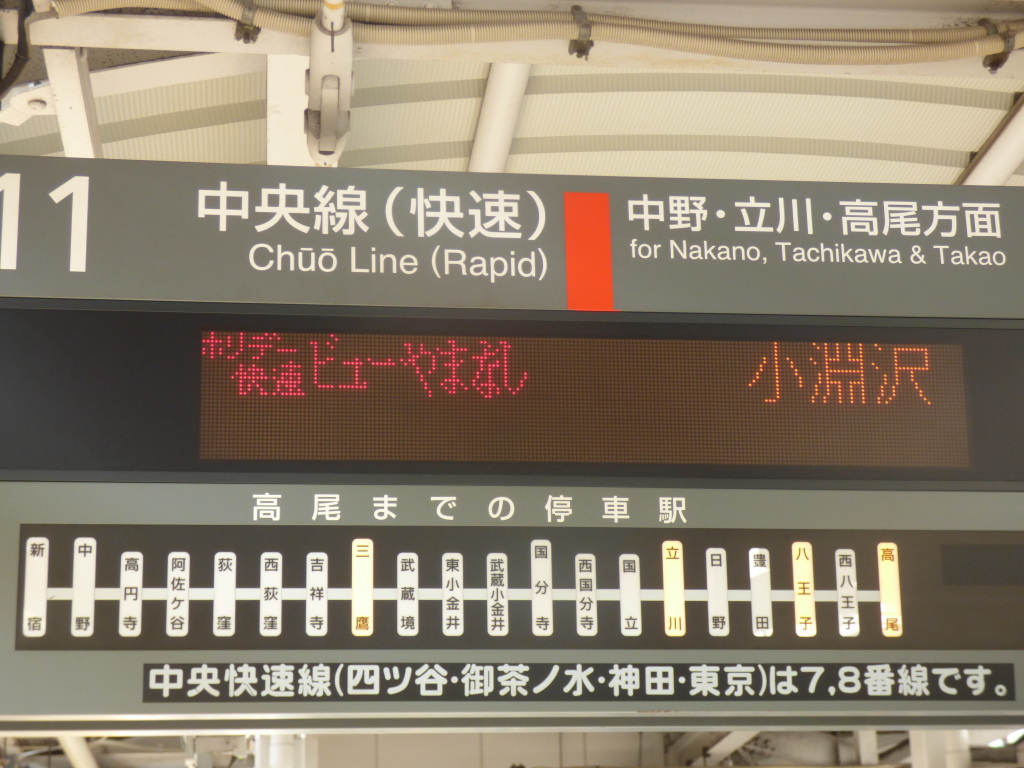 11 中央線(快速) 中野・立川・高尾方面
Chūō Line (Rapid) for Nakano, Tachikawa & Takao
ホリデー快速 ビューやまなし 小淵沢
高尾までの停車駅
新宿 中野 高円寺 阿佐ケ谷 荻窪 西荻窪 吉祥寺 三鷹 武蔵境 東小金井 武蔵小金井 国分寺 西国分寺 国立 立川 日野 豊田 八王子 西八王子 高尾
中央快速線(四ツ谷・御茶ノ水・神田・東京)は7,8番線です。